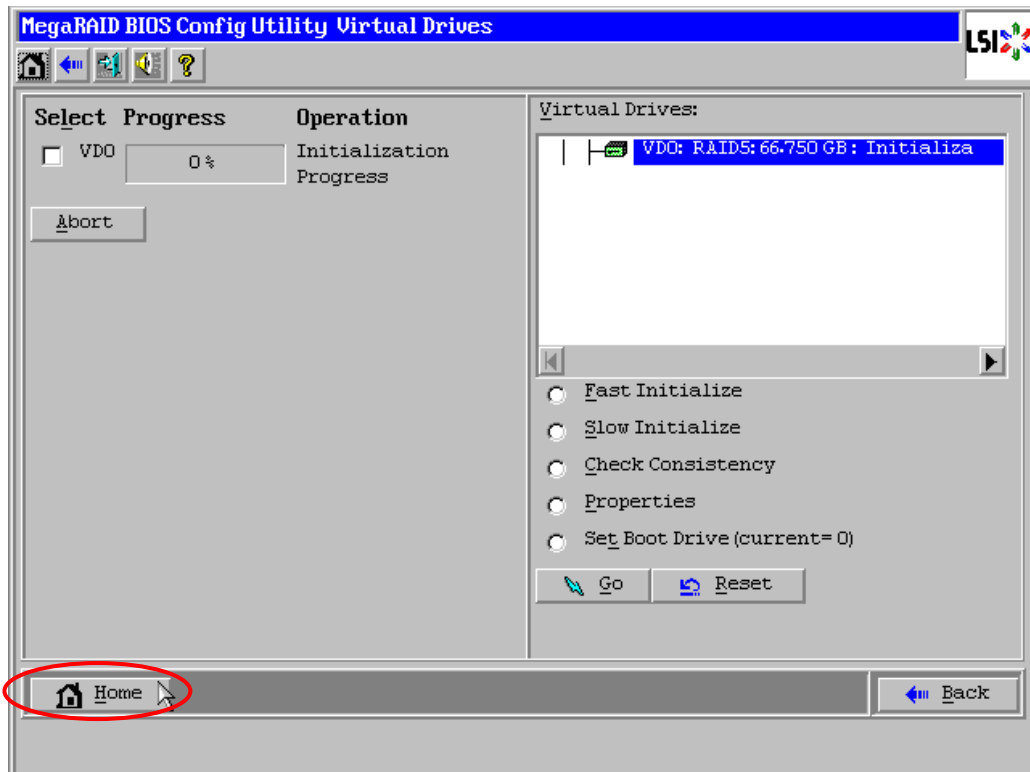 MegaRAID BIOS Config Utility Virtual Drives
LSI
Select Progress Operation
VD0 0 % Initialization
Progress
Abort
Virtual Drives:
VD0: RAID5: 66.750 GB: Initializa
Fast Initialize
Slow Initialize
Check Consistency
Properties
Set Boot Drive (current= 0)
Go Reset
Home Back